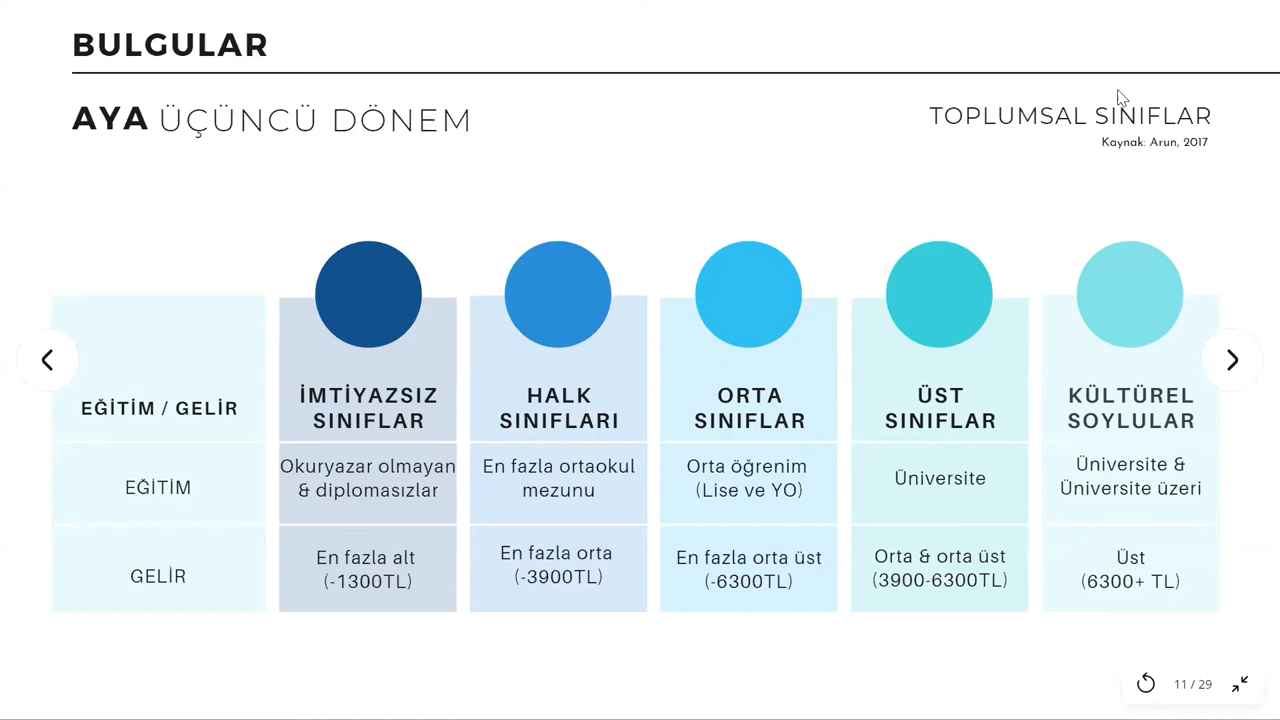 BULGULAR
AYA ÜÇÜNCÜ DÖNEM
TOPLUMSAL SINIFLAR
Kaynak: Arun, 2017
EĞİTİM / GELİR
İMTİYAZSIZ
SINIFLAR
HALK
SINIFLARI
ORTA
SINIFLAR
ÜST
SINIFLAR
KÜLTÜREL
SOYLULAR
EĞİTİM
Okuryazar olmayan
& diplomasızlar
En fazla ortaokul
mezunu
Orta öğrenim
(Lise ve YO)
Üniversite
Üniversite &
Üniversite üzeri
GELİR
En fazla alt
(-1300TL)
En fazla orta
(-3900TL)
En fazla orta üst
(-6300TL)
Orta & orta üst
(3900-6300TL)
Üst
(6300+ TL)
11 / 29